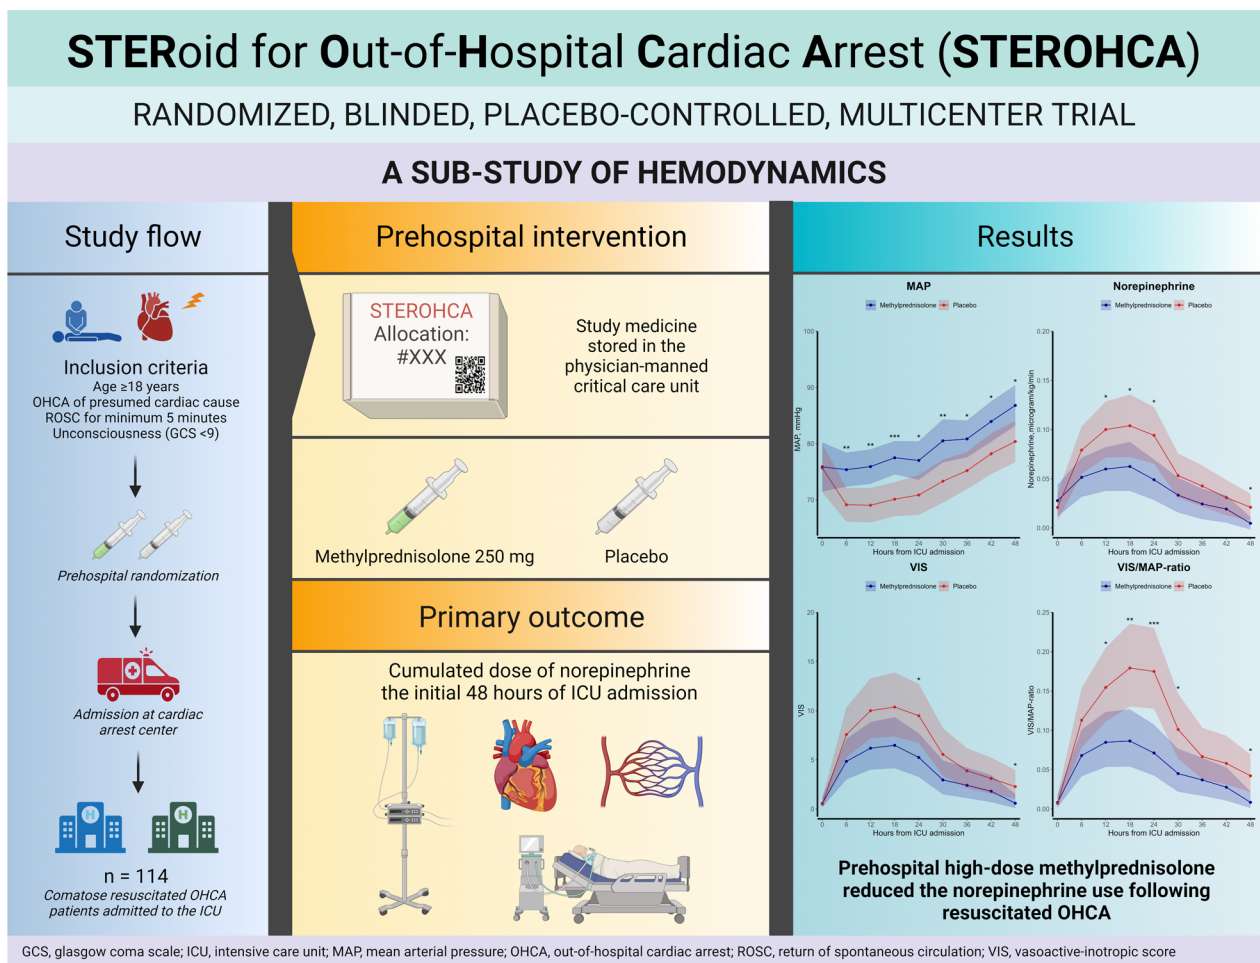 STERoid for Out-of-Hospital Cardiac Arrest (STEROHCA)
RANDOMIZED, BLINDED, PLACEBO-CONTROLLED, MULTICENTER TRIAL
A SUB-STUDY OF HEMODYNAMICS
Study flow
Inclusion criteria
Age ≥18 years
OHCA of presumed cardiac cause
ROSC for minimum 5 minutes
Unconsciousness (GCS <9)
Prehospital randomization
Admission at cardiac
arrest center
H H
n = 114
Comatose resuscitated OHCA
patients admitted to the ICU
Prehospital intervention
STEROHCA
Allocation:
#XXX
Study medicine
stored in the
physician-manned
critical care unit
Methylprednisolone 250 mg
Placebo
Primary outcome
Cumulated dose of norepinephrine
the initial 48 hours of ICU admission
Results
MAP
Methylprednisolone Placebo
MAP, mmHg
100
90
80
70
** ** *** * ** * * *
0 6 12 18 24 30 36 42 48
Hours from ICU admission
Norepinephrine
Methylprednisolone Placebo
Norepinephrine,microgram/kg/min
0.20
0.15
0.10
0.05
0.00
* * * *
0 6 12 18 24 30 36 42 48
Hours from ICU admission
VIS
Methylprednisolone Placebo
VIS
20
15
10
5
0
* *
0 6 12 18 24 30 36 42 48
Hours from ICU admission
VIS/MAP-ratio
Methylprednisolone Placebo
VIS/MAP-ratio
0.25
0.20
0.15
0.10
0.05
0.00
* ** *** * *
0 6 12 18 24 30 36 42 48
Hours from ICU admission
Prehospital high-dose methylprednisolone
reduced the norepinephrine use following
resuscitated OHCA
GCS, glasgow coma scale; ICU, intensive care unit; MAP, mean arterial pressure; OHCA, out-of-hospital cardiac arrest; ROSC, return of spontaneous circulation; VIS, vasoactive-inotropic score